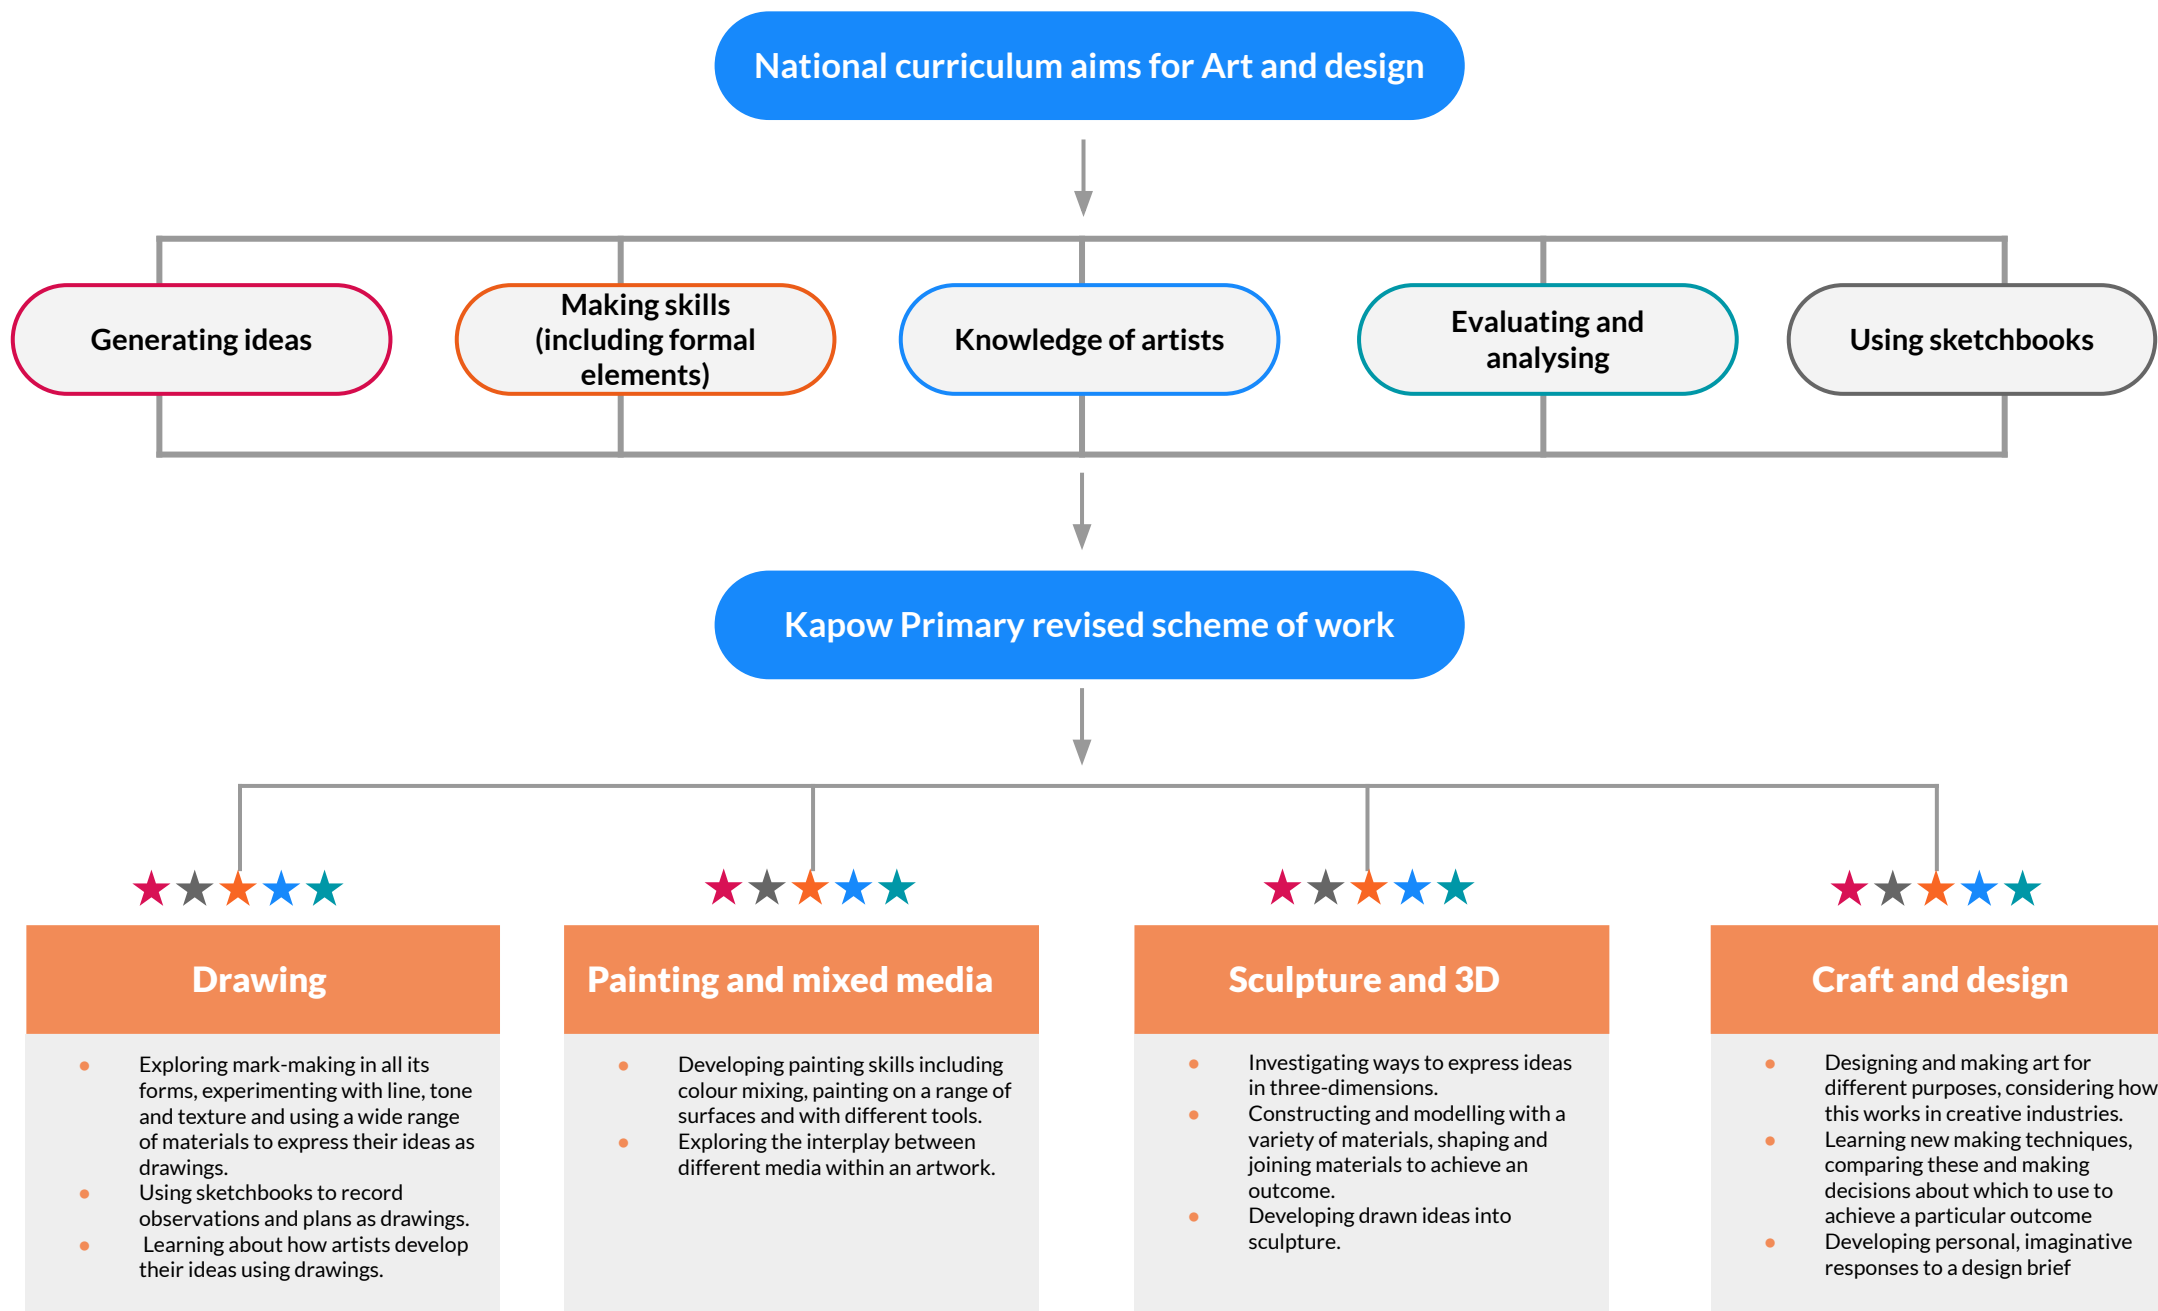 National curriculum aims for Art and design
Generating ideas
Making skills
(including formal
elements)
Knowledge of artists
Evaluating and
analysing
Using sketchbooks
Kapow Primary revised scheme of work
Drawing
● Exploring mark-making in all its
forms, experimenting with line, tone
and texture and using a wide range
of materials to express their ideas as
drawings.
● Using sketchbooks to record
observations and plans as drawings.
● Learning about how artists develop
their ideas using drawings.
Painting and mixed media
● Developing painting skills including
colour mixing, painting on a range of
surfaces and with different tools.
● Exploring the interplay between
different media within an artwork.
Sculpture and 3D
● Investigating ways to express ideas
in three-dimensions.
● Constructing and modelling with a
variety of materials, shaping and
joining materials to achieve an
outcome.
● Developing drawn ideas into
sculpture.
Craft and design
● Designing and making art for
different purposes, considering how
this works in creative industries.
● Learning new making techniques,
comparing these and making
decisions about which to use to
achieve a particular outcome
● Developing personal, imaginative
responses to a design brief